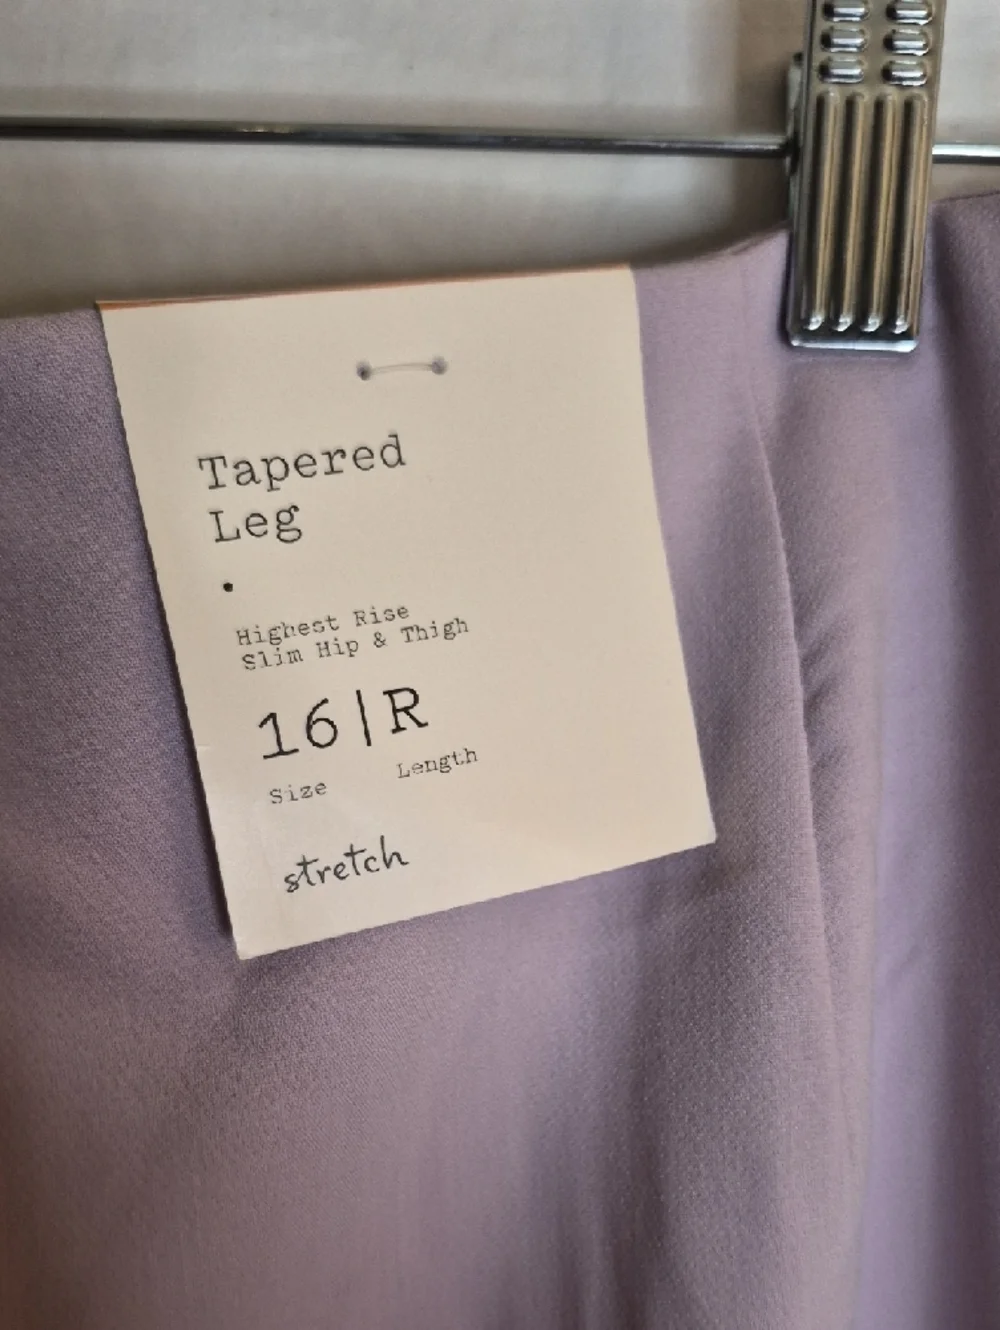 Tapered
Leg
•
Highest Rise
Slim Hip & Thigh
16|R
Size Length
stretch